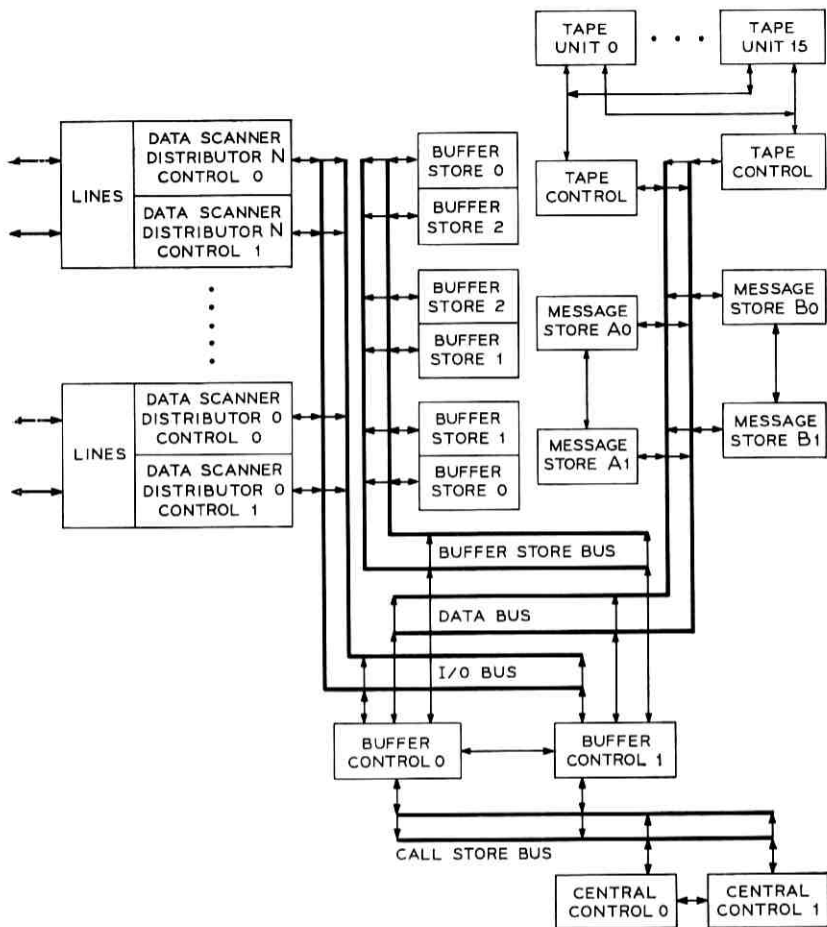 TAPE
UNIT 0
TAPE
UNIT 15
LINES
DATA SCANNER
DISTRIBUTOR N
CONTROL 0
DATA SCANNER
DISTRIBUTOR N
CONTROL 1
BUFFER
STORE 0
BUFFER
STORE 2
TAPE
CONTROL
TAPE
CONTROL
BUFFER
STORE 2
BUFFER
STORE 1
MESSAGE
STORE A0
MESSAGE
STORE B0
LINES
DATA SCANNER
DISTRIBUTOR 0
CONTROL 0
DATA SCANNER
DISTRIBUTOR 0
CONTROL 1
BUFFER
STORE 1
BUFFER
STORE 0
MESSAGE
STORE A1
MESSAGE
STORE B1
BUFFER STORE BUS
DATA BUS
I/O BUS
BUFFER
CONTROL 0
BUFFER
CONTROL 1
CALL STORE BUS
CENTRAL
CONTROL 0
CENTRAL
CONTROL 1